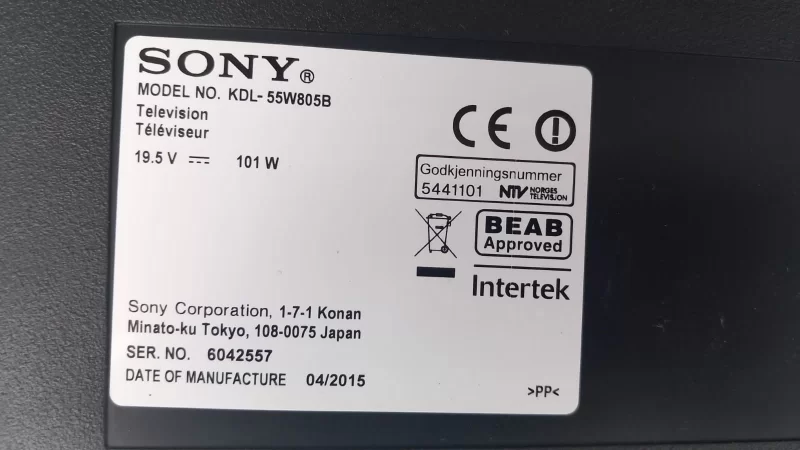 SONY®
MODEL NO. KDL- 55W805B
Television
Téléviseur
19.5 V ⎓ 101 W
CE
Godkjenningsnummer
5441101 NTV NORGES
TELEVISJON
BEAB
Approved
Intertek
Sony Corporation, 1-7-1 Konan
Minato-ku Tokyo, 108-0075 Japan
SER. NO. 6042557
DATE OF MANUFACTURE 04/2015
>PP<